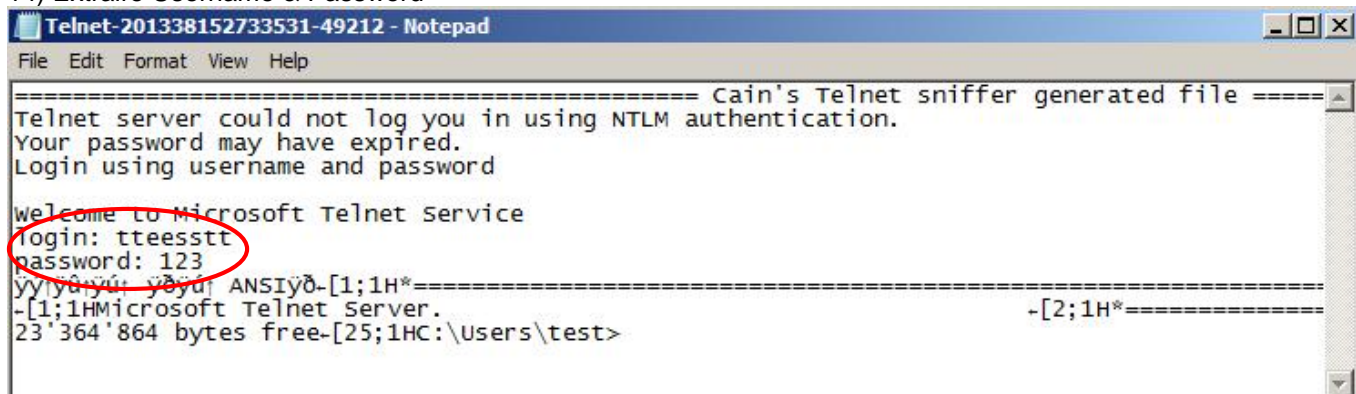 Telnet-201338152733531-49212 - Notepad
File Edit Format View Help
=============================================== Cain's Telnet sniffer generated file =====
Telnet server could not log you in using NTLM authentication.
Your password may have expired.
Login using username and password
Welcome to Microsoft Telnet Service
login: tteesstt
password: 123
ANSIÿð←[1;1H*===============================================================
←[1;1HMicrosoft Telnet Server. ←[2;1H*==============
23'364'864 bytes free←[25;1HC:\Users\test>